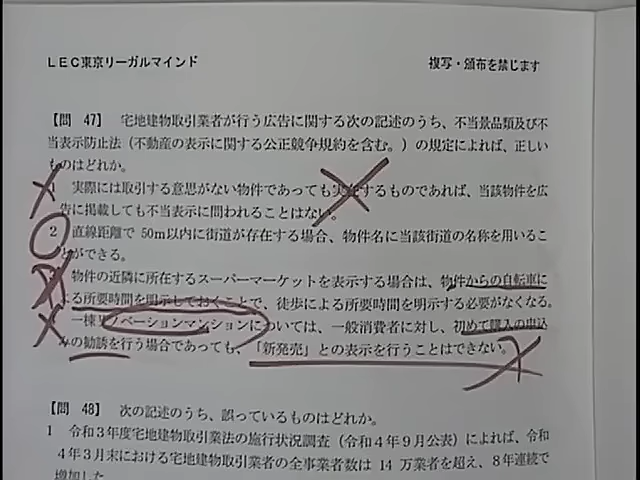 LEC東京リーガルマインド
複写・頒布を禁じます
【問 47】 宅地建物取引業者が行う広告に関する次の記述のうち、不当景品類及び不
当表示防止法（不動産の表示に関する公正競争規約を含む。）の規定によれば、正しい
ものはどれか。
1 実際には取引する意思がない物件であっても実在するものであれば、当該物件を広
告に掲載しても不当表示に問われることはない。
2 直線距離で 50m以内に街道が存在する場合、物件名に当該街道の名称を用いるこ
とができる。
物件の近隣に所在するスーパーマーケットを表示する場合は、物件からの自転車に
よる所要時間を明示しておくことで、徒歩による所要時間を明示する必要がなくなる。
一棟リノベーションマンションについては、一般消費者に対し、初めて購入の申込
みの勧誘を行う場合であっても、「新発売」との表示を行うことはできない。
【問 48】 次の記述のうち、誤っているものはどれか。
1 令和3年度宅地建物取引業法の施行状況調査（令和4年9月公表）によれば、令和
4年3月末における宅地建物取引業者の全事業者数は 14 万業者を超え、8年連続で
増加した